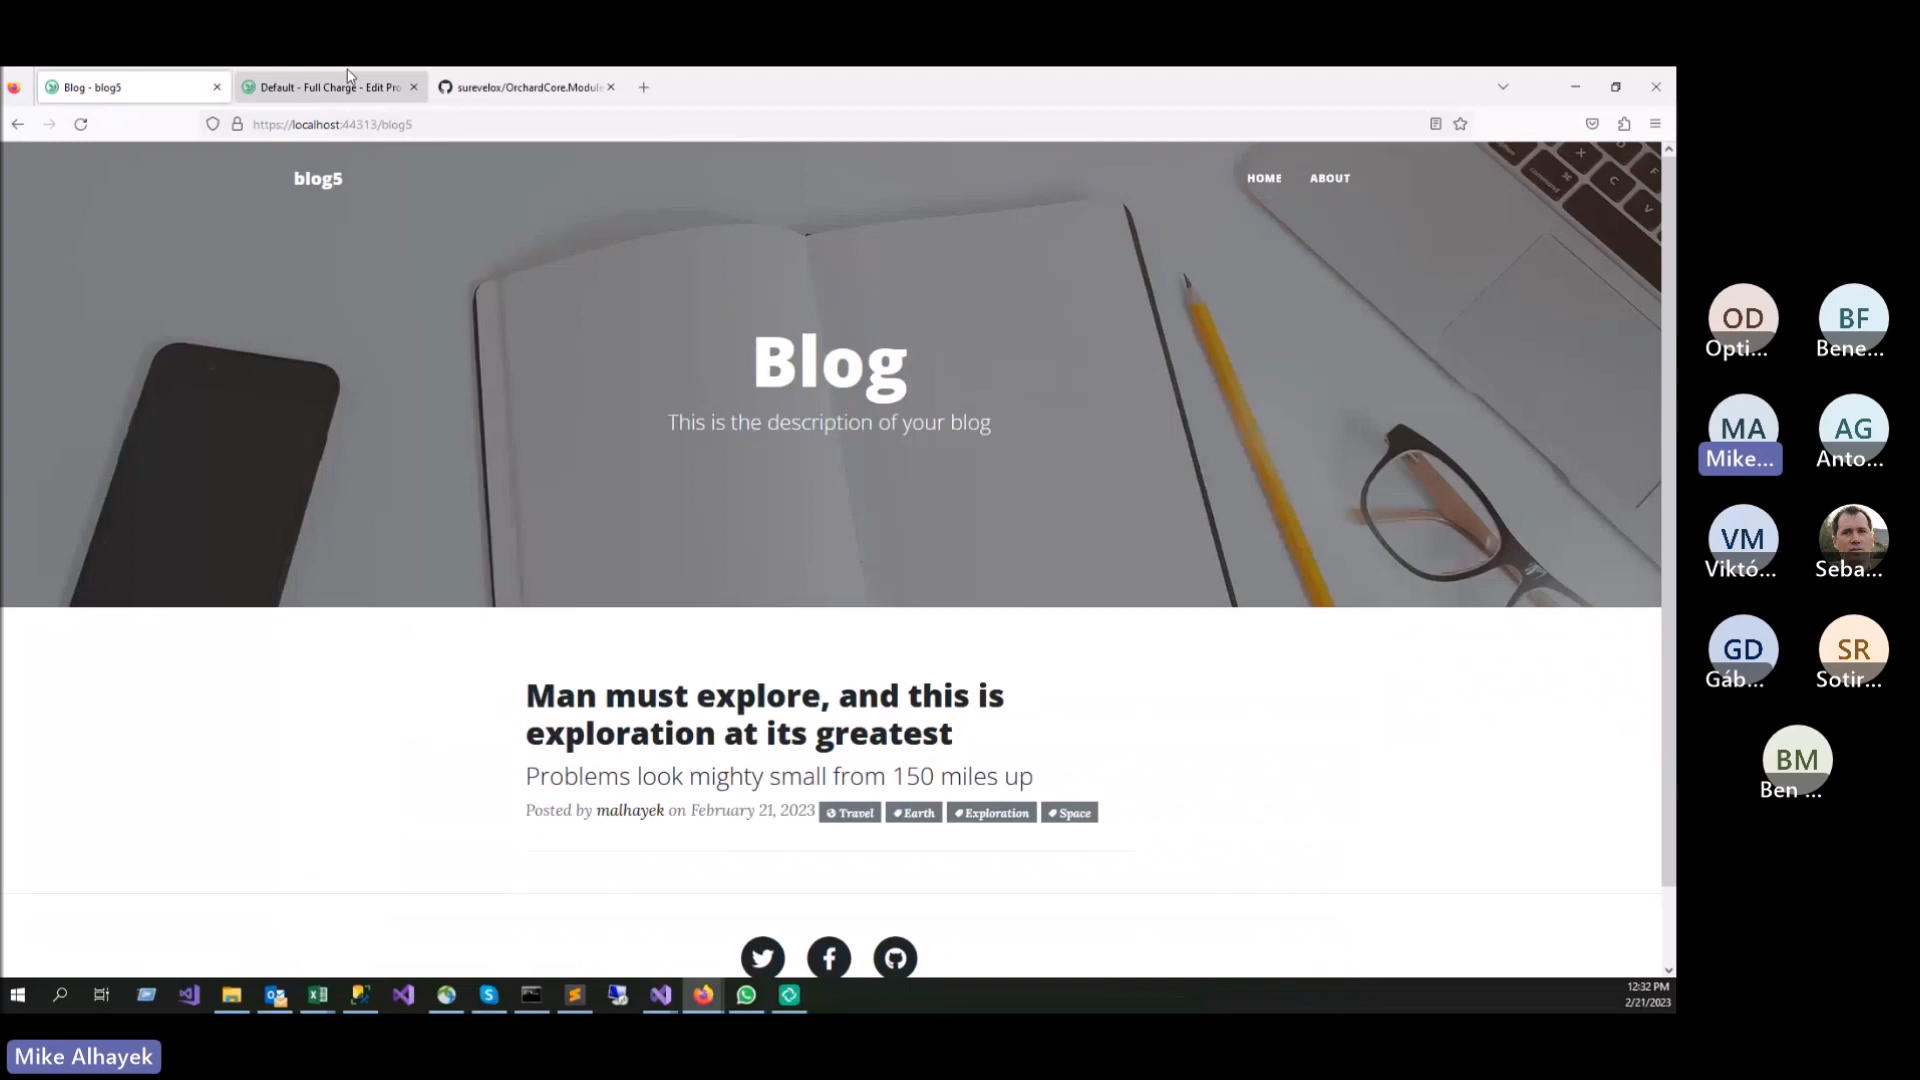 Blog - blog5
Default - Full Charge - Edit Pro
surevelox/OrchardCore.Module
https://localhost:44313/blog5
blog5
HOME
ABOUT
Blog
This is the description of your blog
Man must explore, and this is
exploration at its greatest
Problems look mighty small from 150 miles up
Posted by malhayek on February 21, 2023 Travel Earth Exploration Space
12:32 PM
2/21/2023
OD
Opti...
BF
Bene...
MA
Mike...
AG
Anto...
VM
Viktó...
Seba...
GD
Gáb...
SR
Sotir...
BM
Ben ...
Mike Alhayek